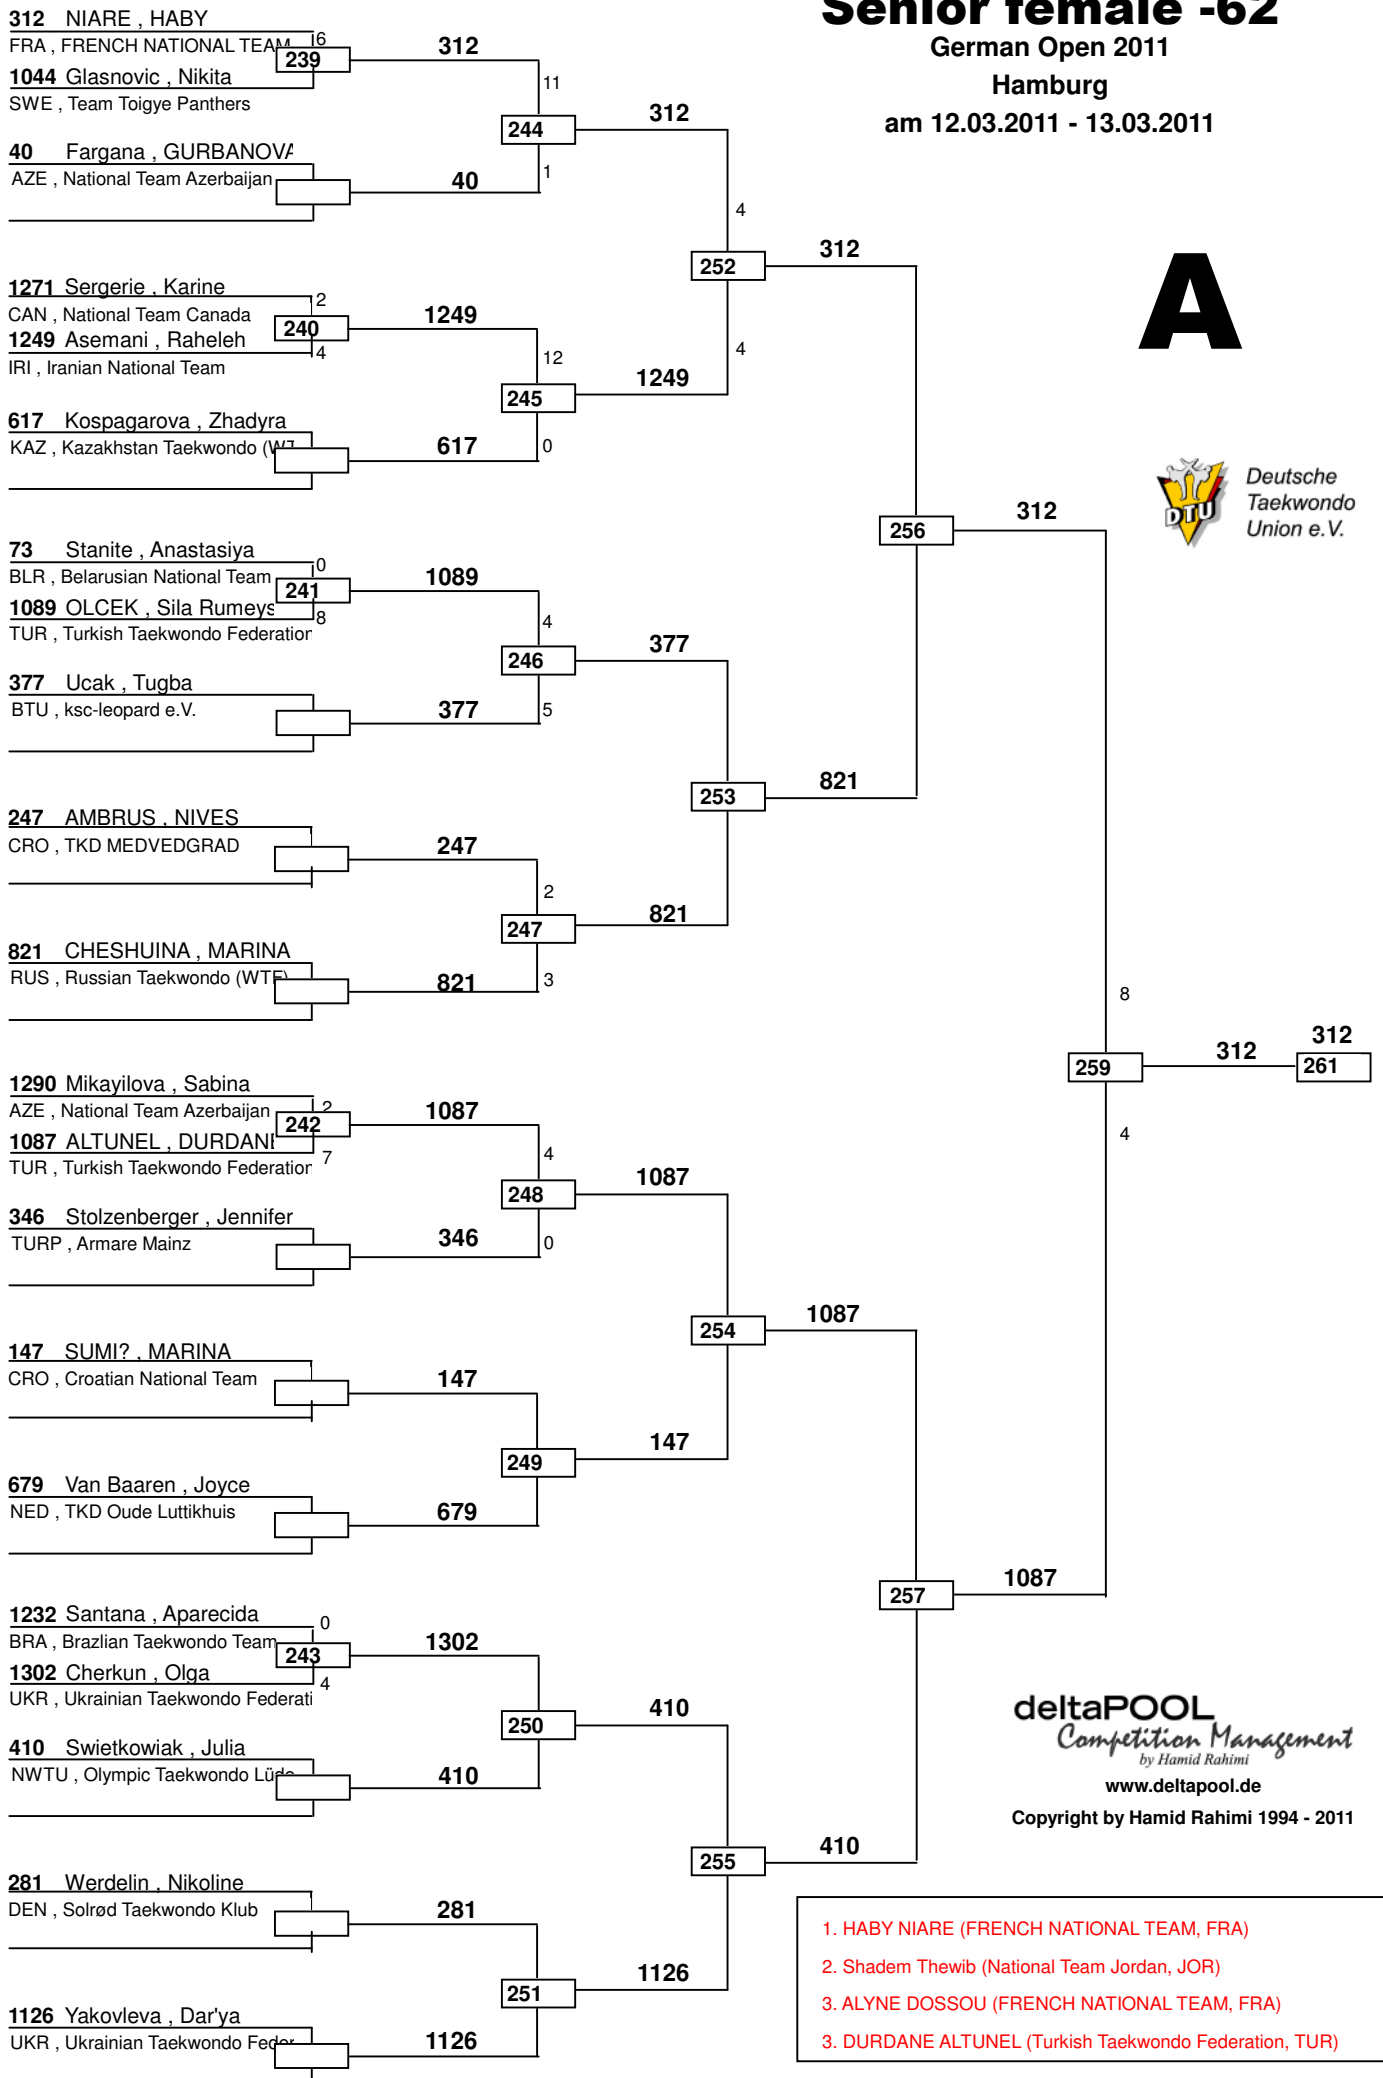 Senior female -62
German Open 2011
Hamburg
am 12.03.2011 - 13.03.2011
A
Deutsche
Taekwondo
Union e.V.
DTU
312 NIARE , HABY
FRA , FRENCH NATIONAL TEAM
6
239
312
1044 Glasnovic , Nikita
SWE , Team Toigye Panthers
11
244
312
40 Fargana , GURBANOVA
AZE , National Team Azerbaijan
40
1
4
252
312
1271 Sergerie , Karine
CAN , National Team Canada
2
240
1249
1249 Asemani , Raheleh
4
IRI , Iranian National Team
12
245
1249
4
617 Kospagarova , Zhadyra
KAZ , Kazakhstan Taekwondo (WT
617
0
256
312
73 Stanite , Anastasiya
BLR , Belarusian National Team
0
241
1089
1089 OLCEK , Sila Rumeys
8
TUR , Turkish Taekwondo Federation
4
246
377
377 Ucak , Tugba
BTU , ksc-leopard e.V.
377
5
253
821
247 AMBRUS , NIVES
CRO , TKD MEDVEDGRAD
247
2
247
821
821 CHESHUINA , MARINA
RUS , Russian Taekwondo (WTF)
821
3
8
259
312
312
261
4
1290 Mikayilova , Sabina
AZE , National Team Azerbaijan
2
242
1087
1087 ALTUNEL , DURDANE
7
TUR , Turkish Taekwondo Federation
4
248
1087
346 Stolzenberger , Jennifer
TURP , Armare Mainz
346
0
254
1087
147 SUMI? , MARINA
CRO , Croatian National Team
147
249
147
679 Van Baaren , Joyce
NED , TKD Oude Luttikhuis
679
257
1087
1232 Santana , Aparecida
0
BRA , Brazlian Taekwondo Team
243
1302
1302 Cherkun , Olga
4
UKR , Ukrainian Taekwondo Federati
250
410
410 Swietkowiak , Julia
NWTU , Olympic Taekwondo Lüde
410
255
410
281 Werdelin , Nikoline
DEN , Solrød Taekwondo Klub
281
251
1126
1126 Yakovleva , Dar'ya
UKR , Ukrainian Taekwondo Feder
1126
deltaPOOL
Competition Management
by Hamid Rahimi
www.deltapool.de
Copyright by Hamid Rahimi 1994 - 2011
1. HABY NIARE (FRENCH NATIONAL TEAM, FRA)
2. Shadem Thewib (National Team Jordan, JOR)
3. ALYNE DOSSOU (FRENCH NATIONAL TEAM, FRA)
3. DURDANE ALTUNEL (Turkish Taekwondo Federation, TUR)